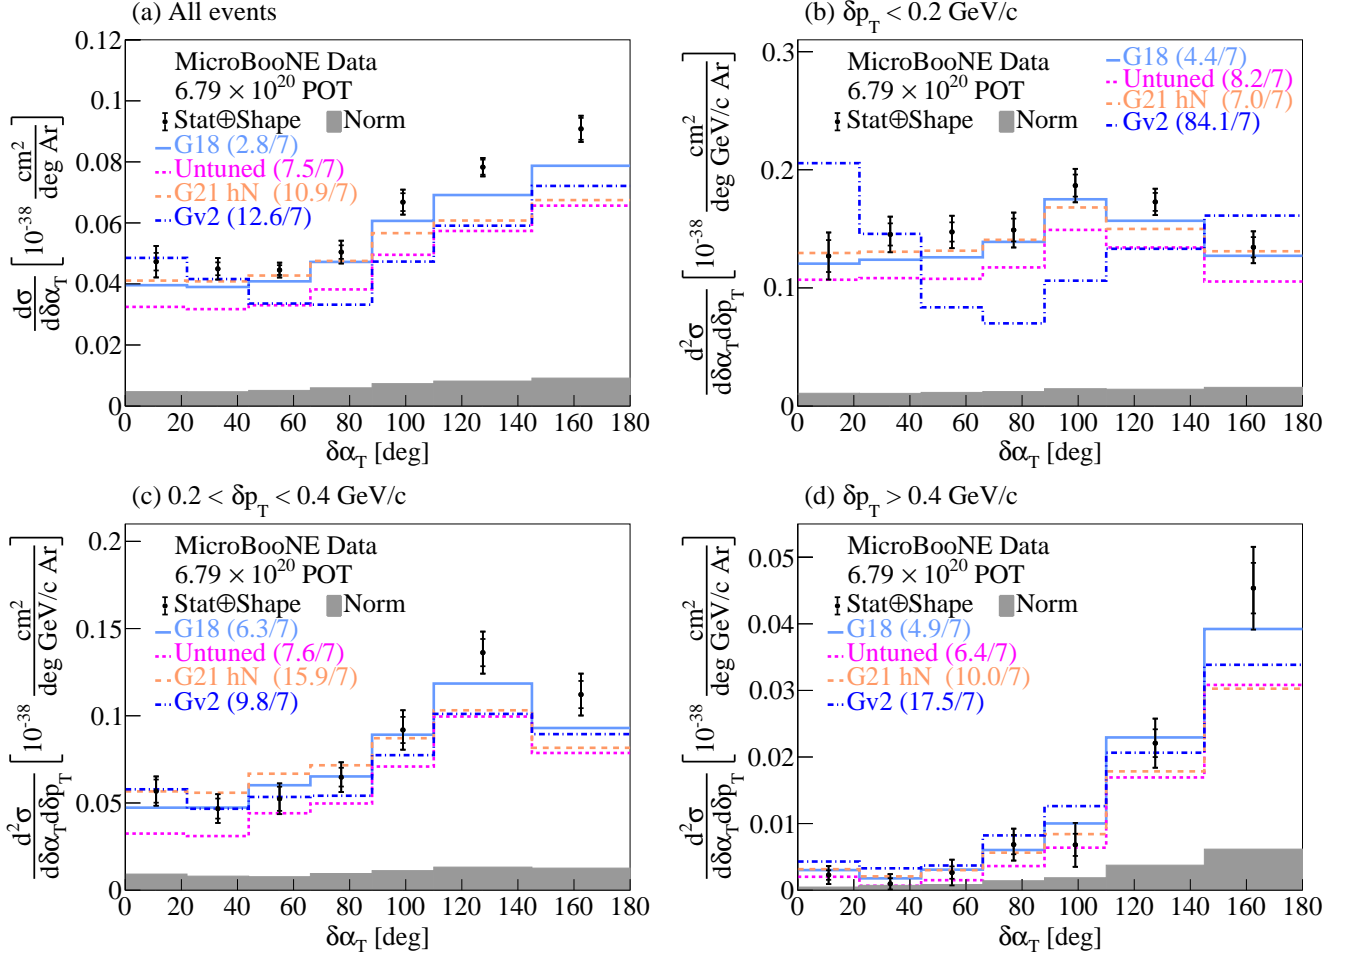 (a) All events
MicroBooNE Data
6.79 × 10^20 POT
Stat⊕Shape Norm
G18 (2.8/7)
Untuned (7.5/7)
G21 hN (10.9/7)
Gv2 (12.6/7)
dσ/dδα_T [10^-38 cm²/deg Ar]
0.12
0.1
0.08
0.06
0.04
0.02
0
0 20 40 60 80 100 120 140 160 180
δα_T [deg]
(b) δp_T < 0.2 GeV/c
MicroBooNE Data
6.79 × 10^20 POT
Stat⊕Shape Norm
G18 (4.4/7)
Untuned (8.2/7)
G21 hN (7.0/7)
Gv2 (84.1/7)
d²σ/dδα_T dδp_T [10^-38 cm²/deg GeV/c Ar]
0.3
0.2
0.1
0
0 20 40 60 80 100 120 140 160 180
δα_T [deg]
(c) 0.2 < δp_T < 0.4 GeV/c
MicroBooNE Data
6.79 × 10^20 POT
Stat⊕Shape Norm
G18 (6.3/7)
Untuned (7.6/7)
G21 hN (15.9/7)
Gv2 (9.8/7)
d²σ/dδα_T dδp_T [10^-38 cm²/deg GeV/c Ar]
0.2
0.15
0.1
0.05
0
0 20 40 60 80 100 120 140 160 180
δα_T [deg]
(d) δp_T > 0.4 GeV/c
MicroBooNE Data
6.79 × 10^20 POT
Stat⊕Shape Norm
G18 (4.9/7)
Untuned (6.4/7)
G21 hN (10.0/7)
Gv2 (17.5/7)
d²σ/dδα_T dδp_T [10^-38 cm²/deg GeV/c Ar]
0.05
0.04
0.03
0.02
0.01
0
0 20 40 60 80 100 120 140 160 180
δα_T [deg]